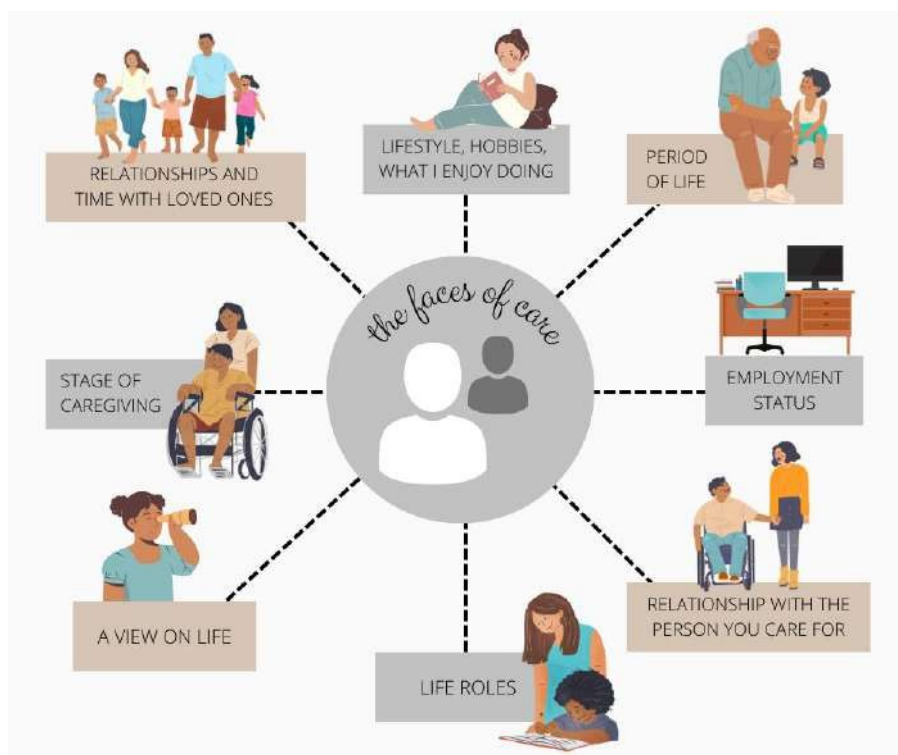 RELATIONSHIPS AND
TIME WITH LOVED ONES
LIFESTYLE, HOBBIES,
WHAT I ENJOY DOING
PERIOD
OF LIFE
the faces of care
STAGE OF
CAREGIVING
EMPLOYMENT
STATUS
A VIEW ON LIFE
RELATIONSHIP WITH THE
PERSON YOU CARE FOR
LIFE ROLES